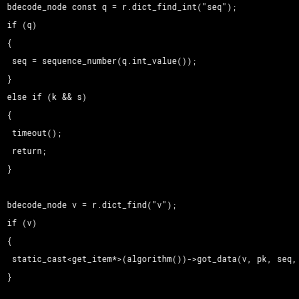 bdecode_node const q = r.dict_find_int("seq");
if (q)
{
seq = sequence_number(q.int_value());
}
else if (k && s)
{
timeout();
return;
}
bdecode_node v = r.dict_find("v");
if (v)
{
static_cast<get_item*>(algorithm())->got_data(v, pk, seq,
}